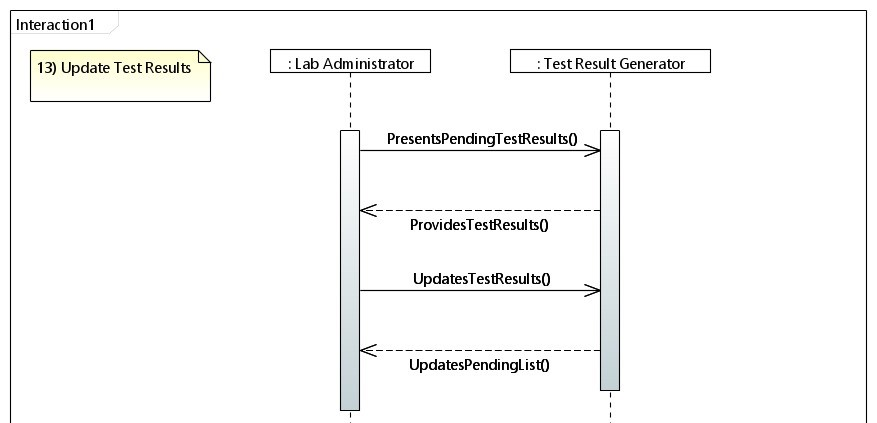 Interaction1
13) Update Test Results
: Lab Administrator
: Test Result Generator
PresentsPendingTestResults()
ProvidesTestResults()
UpdatesTestResults()
UpdatesPendingList()